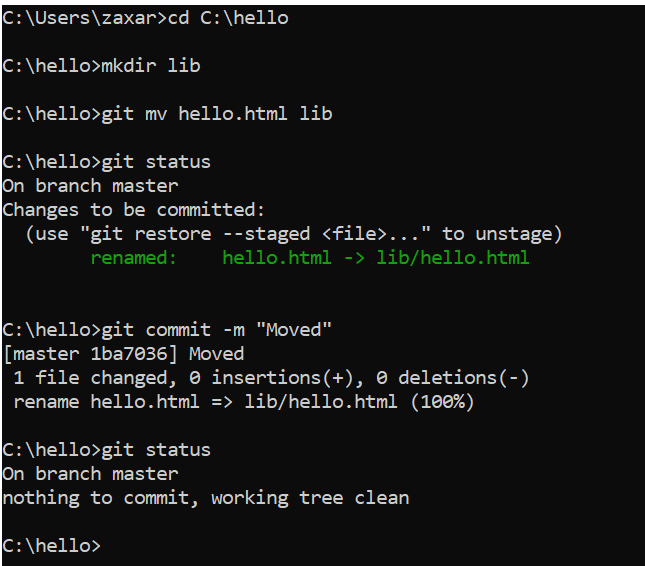 C:\Users\zaxar>cd C:\hello
C:\hello>mkdir lib
C:\hello>git mv hello.html lib
C:\hello>git status
On branch master
Changes to be committed:
  (use "git restore --staged <file>..." to unstage)
        renamed:    hello.html -> lib/hello.html
C:\hello>git commit -m "Moved"
[master 1ba7036] Moved
 1 file changed, 0 insertions(+), 0 deletions(-)
 rename hello.html => lib/hello.html (100%)
C:\hello>git status
On branch master
nothing to commit, working tree clean
C:\hello>